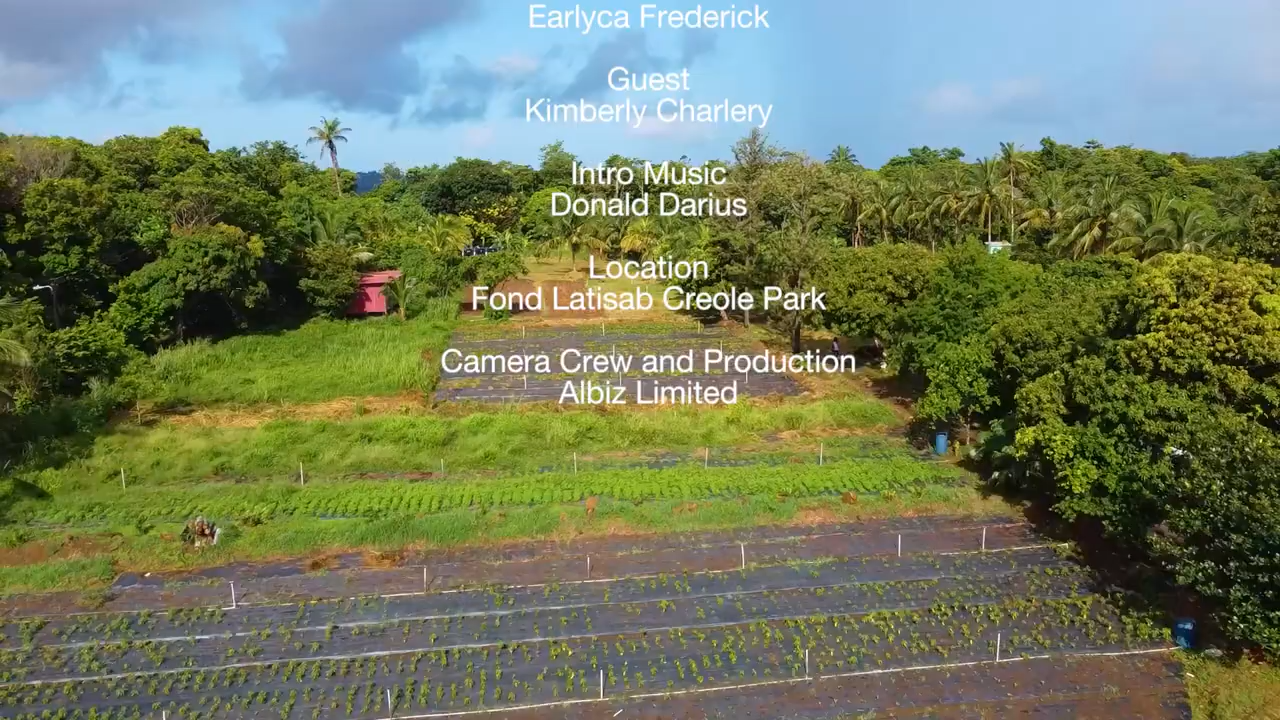 Earlyca Frederick
Guest
Kimberly Charlery
Intro Music
Donald Darius
Location
Fond Latisab Creole Park
Camera Crew and Production
Albiz Limited